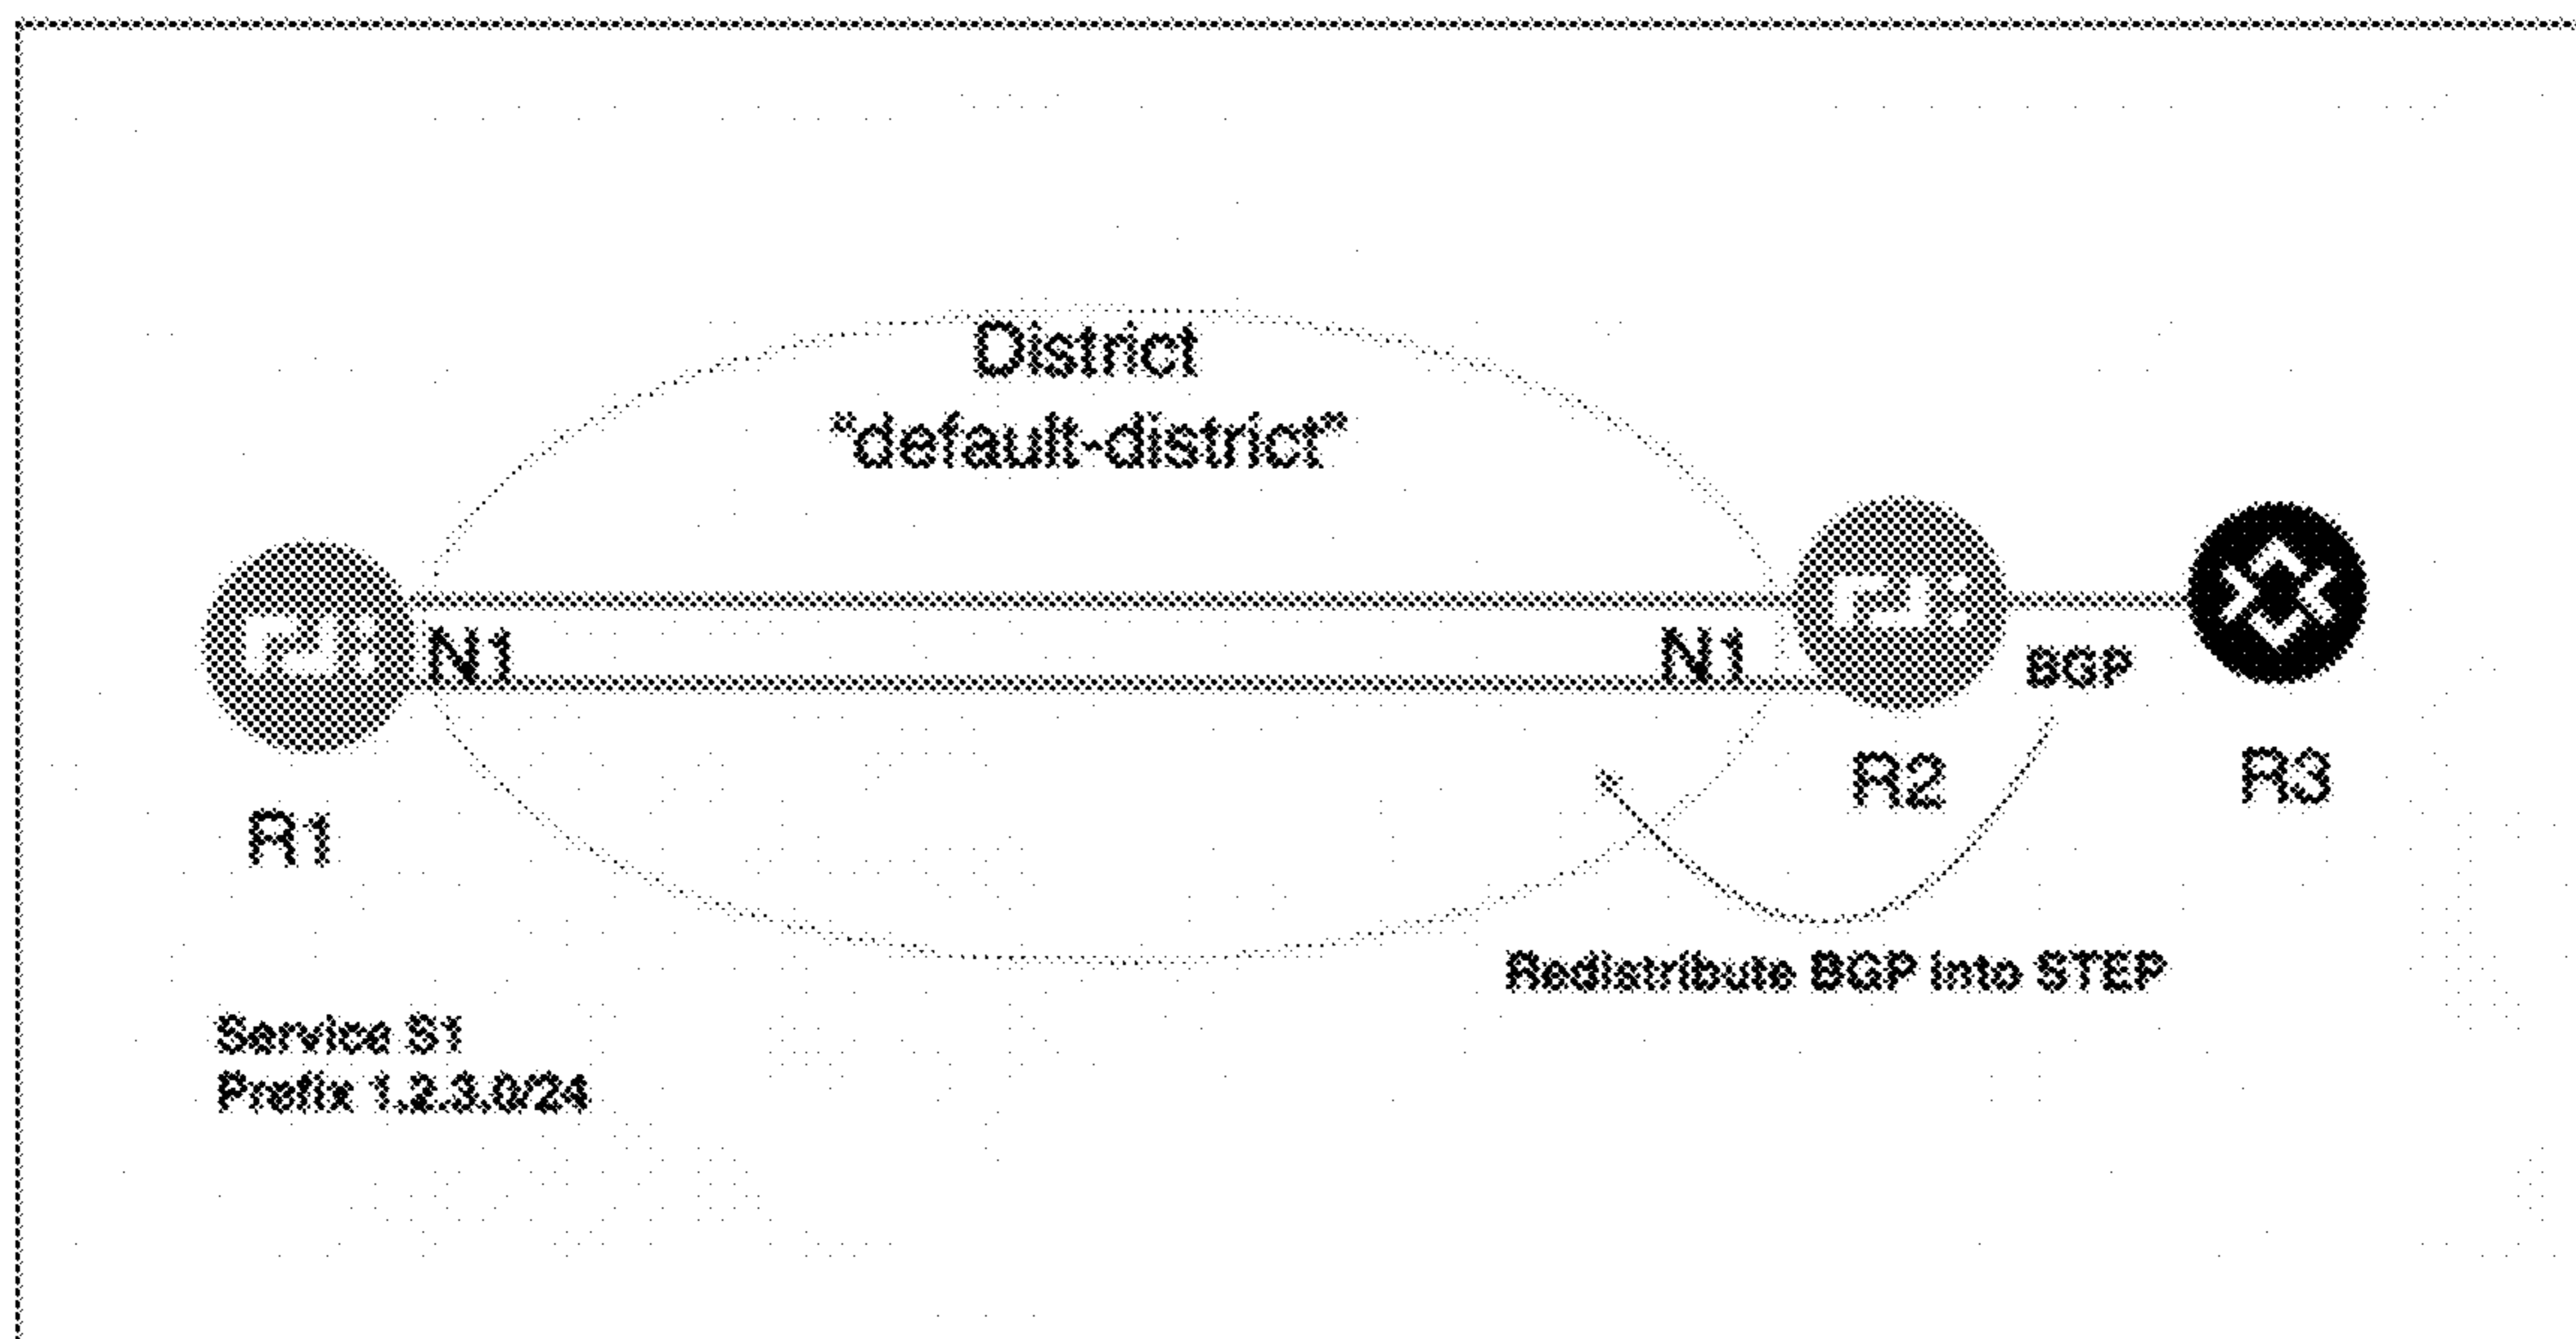 District
"default-district"
N1
N1
BGP
R1
R2
R3
Redistribute BGP into STEP
Service S1
Prefix 1.2.3.0/24